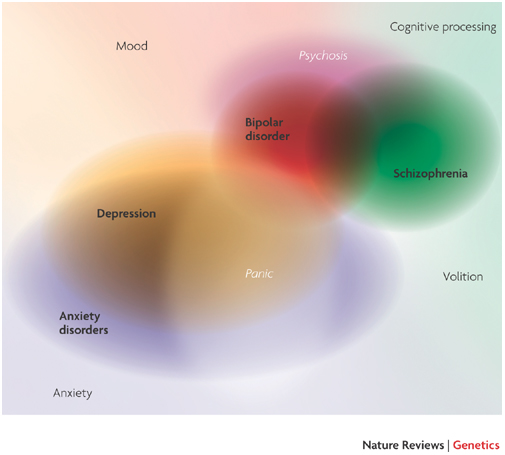 Cognitive processing
Mood
Psychosis
Bipolar
disorder
Schizophrenia
Depression
Panic
Volition
Anxiety
disorders
Anxiety
Nature Reviews | Genetics